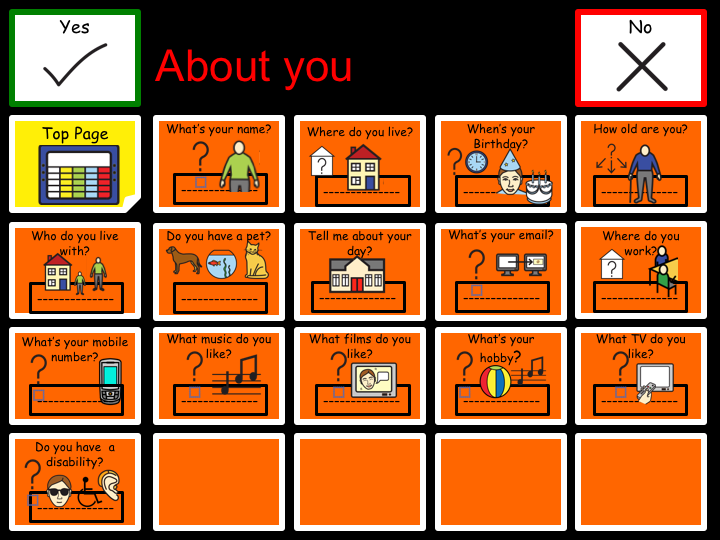 Yes
About you
No
Top Page
What's your name?
Where do you live?
When's your
Birthday?
How old are you?
Who do you live
with?
Do you have a pet?
Tell me about your
day?
What's your email?
Where do you
work?
What's your mobile
number?
What music do you
like?
What films do you
like?
What's your
hobby?
What TV do you
like?
Do you have  a
disability?